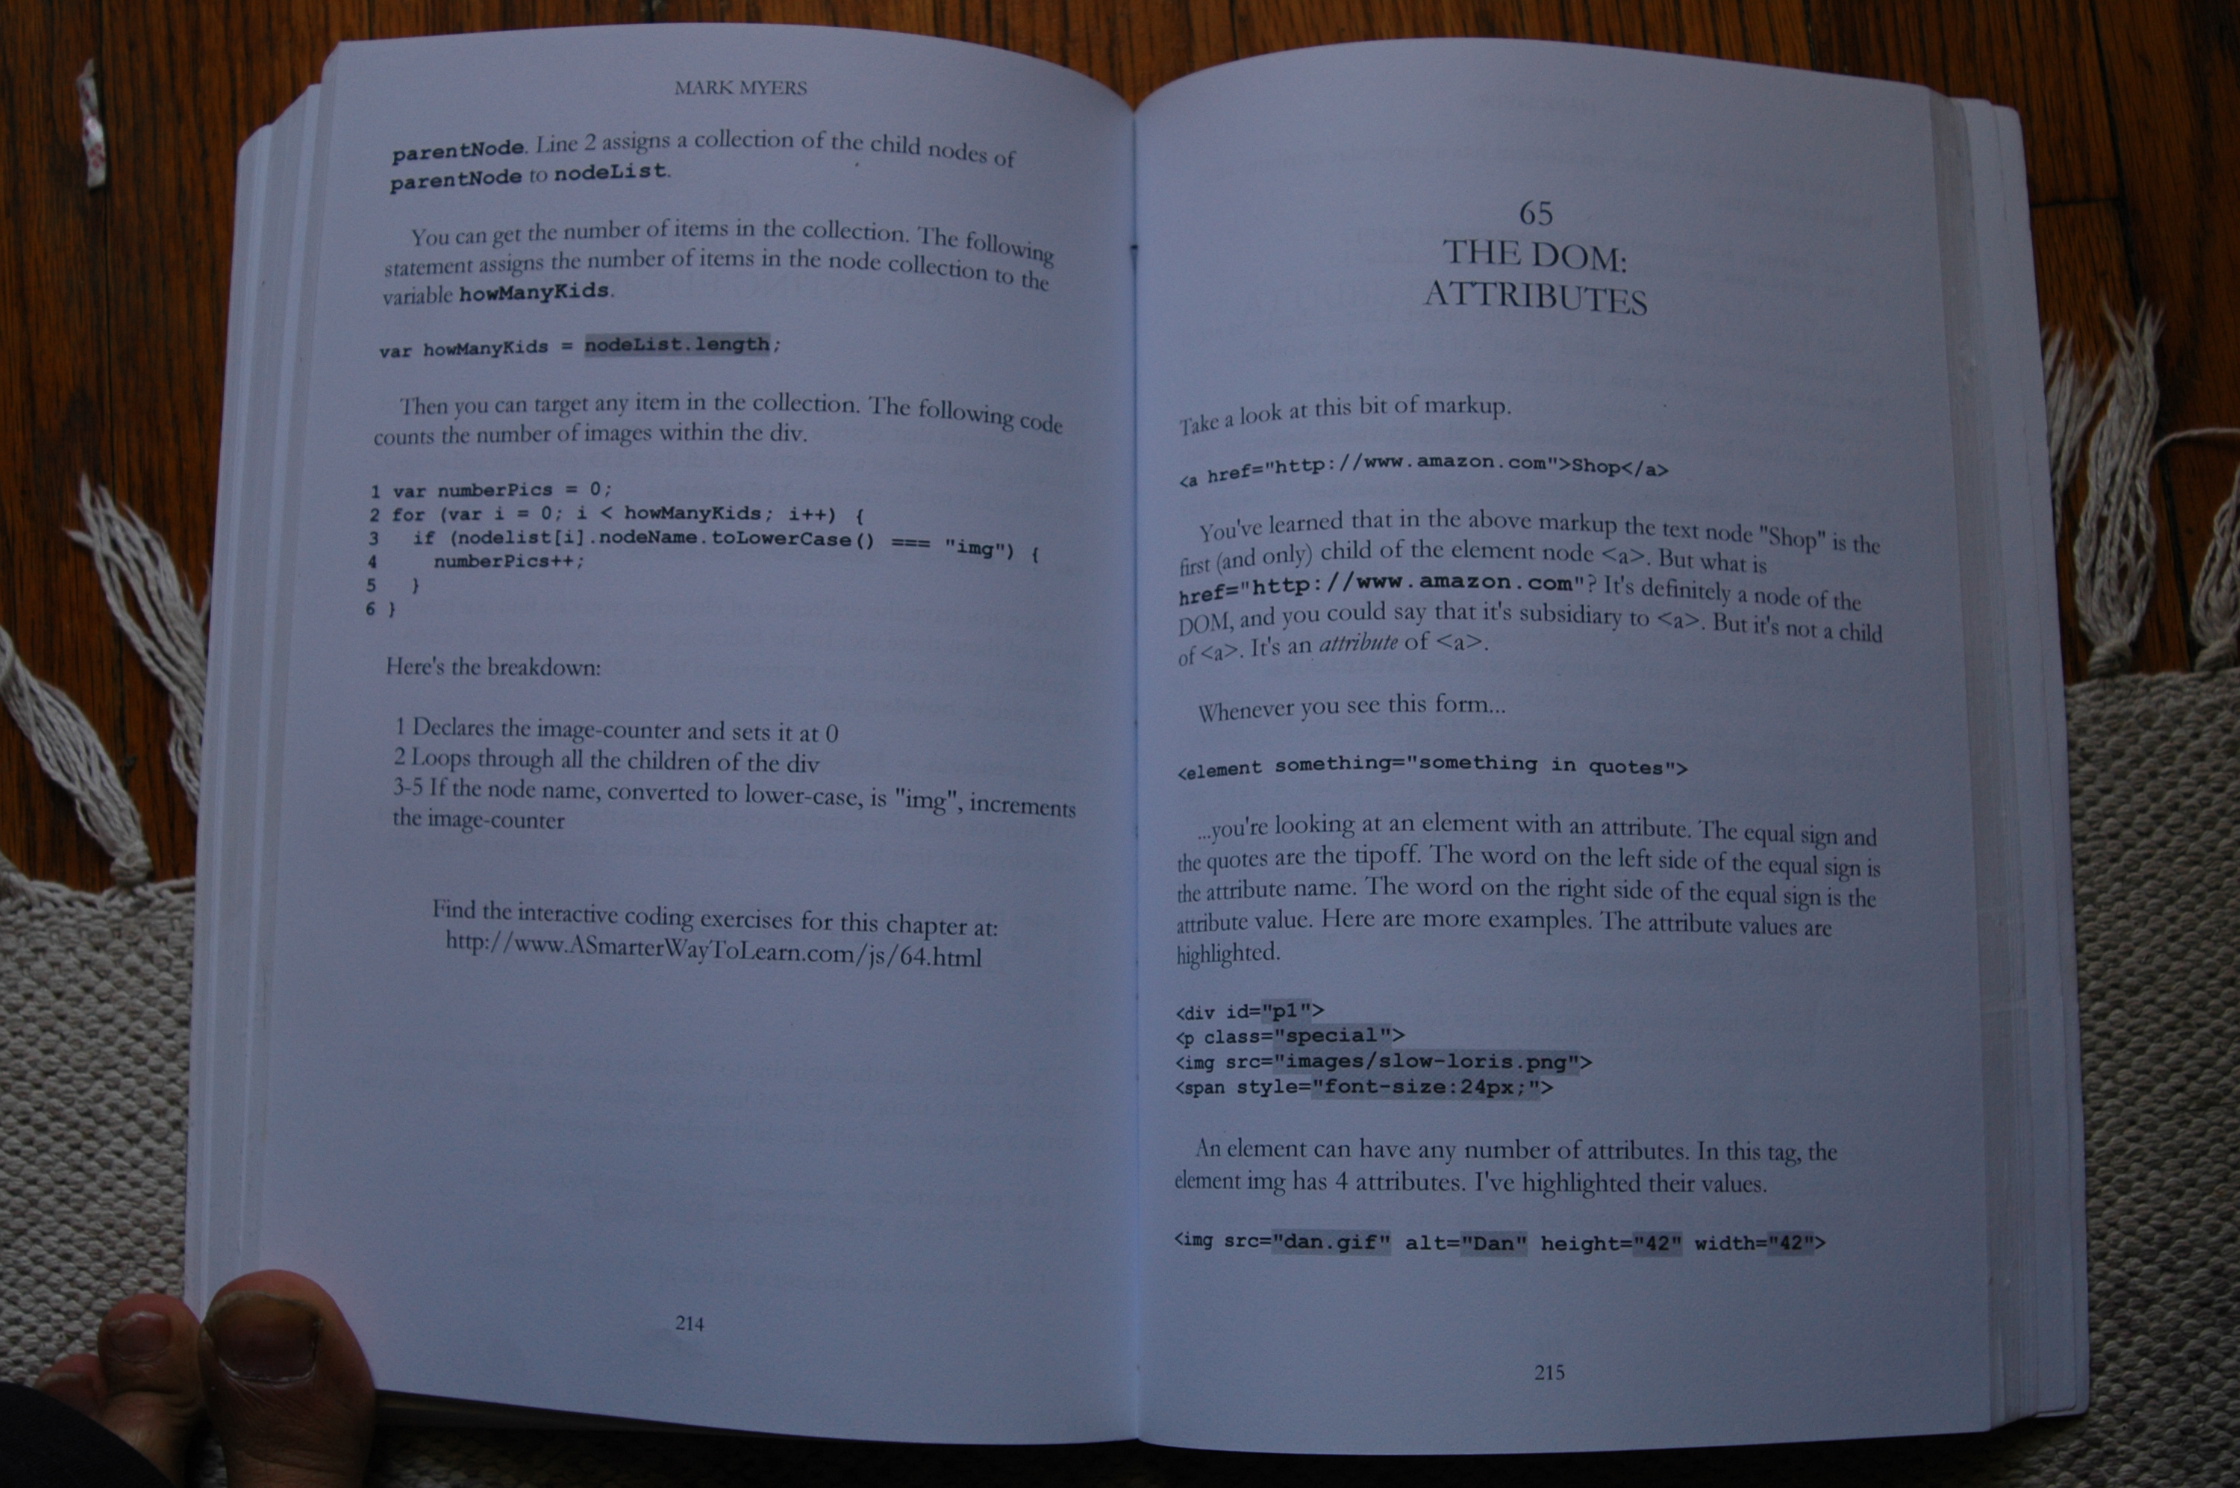 MARK MYERS
parentNode. Line 2 assigns a collection of the child nodes of
parentNode to nodeList.
You can get the number of items in the collection. The following
statement assigns the number of items in the node collection to the
variable howManyKids.
var howManyKids = nodeList.length;
Then you can target any item in the collection. The following code
counts the number of images within the div.
1 var numberPics = 0;
2 for (var i = 0; i < howManyKids; i++) {
3   if (nodelist[i].nodeName.toLowerCase() === "img") {
4     numberPics++;
5   }
6 }
Here's the breakdown:
1 Declares the image-counter and sets it at 0
2 Loops through all the children of the div
3-5 If the node name, converted to lower-case, is "img", increments
the image-counter
Find the interactive coding exercises for this chapter at:
http://www.ASmarterWayToLearn.com/js/64.html
214
65
THE DOM:
ATTRIBUTES
Take a look at this bit of markup.
<a href="http://www.amazon.com">Shop</a>
You've learned that in the above markup the text node "Shop" is the
first (and only) child of the element node <a>. But what is
href="http://www.amazon.com"? It's definitely a node of the
DOM, and you could say that it's subsidiary to <a>. But it's not a child
of <a>. It's an attribute of <a>.
Whenever you see this form...
<element something="something in quotes">
...you're looking at an element with an attribute. The equal sign and
the quotes are the tipoff. The word on the left side of the equal sign is
the attribute name. The word on the right side of the equal sign is the
attribute value. Here are more examples. The attribute values are
highlighted.
<div id="p1">
<p class="special">
<img src="images/slow-loris.png">
<span style="font-size:24px;">
An element can have any number of attributes. In this tag, the
element img has 4 attributes. I've highlighted their values.
<img src="dan.gif" alt="Dan" height="42" width="42">
215